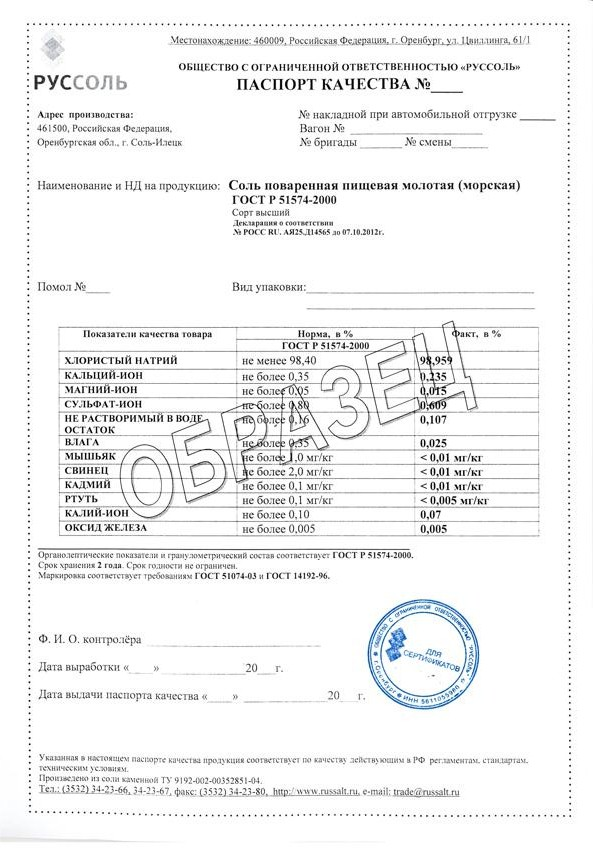 РУССОЛЬ
Местонахождение: 460009, Российская Федерация, г. Оренбург, ул. Цвиллинга, 61/1
ОБЩЕСТВО С ОГРАНИЧЕННОЙ ОТВЕТСТВЕННОСТЬЮ «РУССОЛЬ»
ПАСПОРТ КАЧЕСТВА №____
Адрес производства:
461500, Российская Федерация,
Оренбургская обл., г. Соль-Илецк
№ накладной при автомобильной отгрузке ______
Вагон № ______________________
№ бригады _______ № смены______
Наименование и НД на продукцию: Соль поваренная пищевая молотая (морская)
ГОСТ Р 51574-2000
Сорт высший
Декларация о соответствии
№ РОСС RU. АЯ25.Д14565 до 07.10.2012г.
Помол №____ Вид упаковки:______________________
Показатели качества товара Норма, в % Факт, в %
ГОСТ Р 51574-2000
ХЛОРИСТЫЙ НАТРИЙ не менее 98,40 98,959
КАЛЬЦИЙ-ИОН не более 0,35 0,235
МАГНИЙ-ИОН не более 0,05 0,015
СУЛЬФАТ-ИОН не более 0,80 0,609
НЕ РАСТВОРИМЫЙ В ВОДЕ ОСТАТОК не более 0,16 0,107
ВЛАГА не более 0,35 0,025
МЫШЬЯК не более 1,0 мг/кг < 0,01 мг/кг
СВИНЕЦ не более 2,0 мг/кг < 0,01 мг/кг
КАДМИЙ не более 0,1 мг/кг < 0,01 мг/кг
РТУТЬ не более 0,1 мг/кг < 0,005 мг/кг
КАЛИЙ-ИОН не более 0,10 0,07
ОКСИД ЖЕЛЕЗА не более 0,005 0,005
ОБРАЗЕЦ
Органолептические показатели и гранулометрический состав соответствует ГОСТ Р 51574-2000.
Срок хранения 2 года. Срок годности не ограничен.
Маркировка соответствует требованиям ГОСТ 51074-03 и ГОСТ 14192-96.
Ф. И. О. контролёра ______________________
Дата выработки «____» ____________20___г.
Дата выдачи паспорта качества «____» ____________20___г.
ОБЩЕСТВО С ОГРАНИЧЕННОЙ ОТВЕТСТВЕННОСТЬЮ "РУССОЛЬ"
г. Оренбург
ДЛЯ
СЕРТИФИКАТОВ
Указанная в настоящем паспорте качества продукция соответствует по качеству действующим в РФ регламентам, стандартам,
техническим условиям.
Произведено из соли каменной ТУ 9192-002-00352851-04.
Тел.: (3532) 34-23-66, 34-23-67, факс: (3532) 34-23-80, http://www.russalt.ru, e-mail: trade@russalt.ru